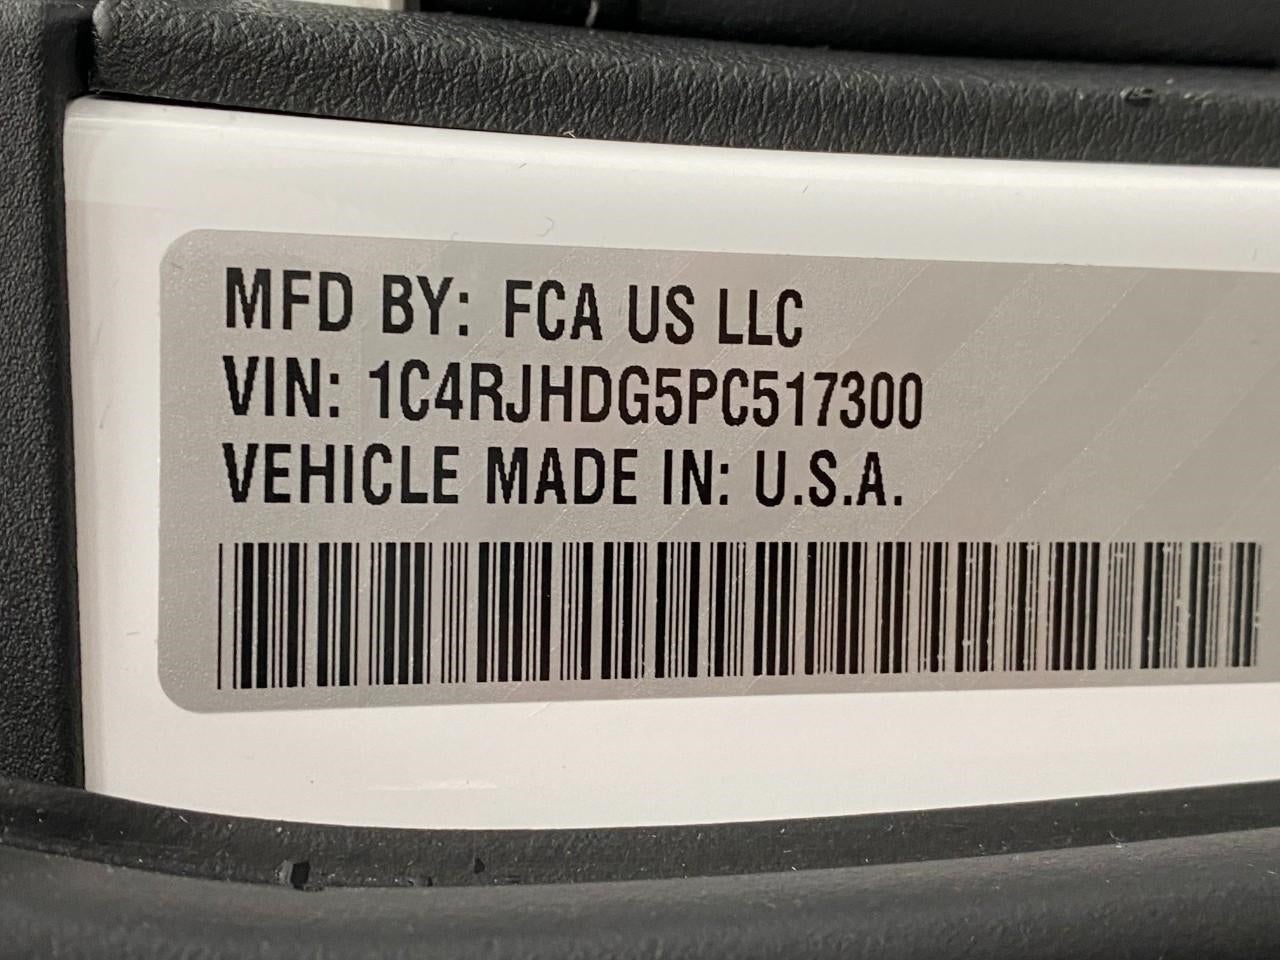 MFD BY: FCA US LLC
VIN: 1C4RJHDG5PC517300
VEHICLE MADE IN: U.S.A.